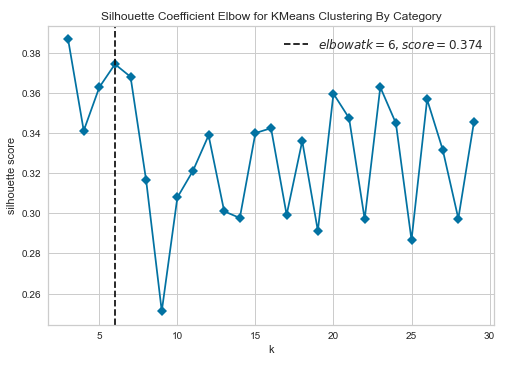 Silhouette Coefficient Elbow for KMeans Clustering By Category
elbowatk = 6, score = 0.374
silhouette score
0.38
0.36
0.34
0.32
0.30
0.28
0.26
5 10 15 20 25 30
k